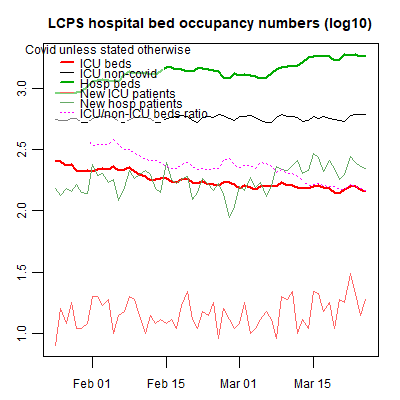 LCPS hospital bed occupancy numbers (log10)
Covid unless stated otherwise
ICU beds
ICU non-covid
Hosp beds
New ICU patients
New hosp patients
ICU/non-ICU beds ratio
3.0
2.5
2.0
1.5
1.0
Feb 01
Feb 15
Mar 01
Mar 15